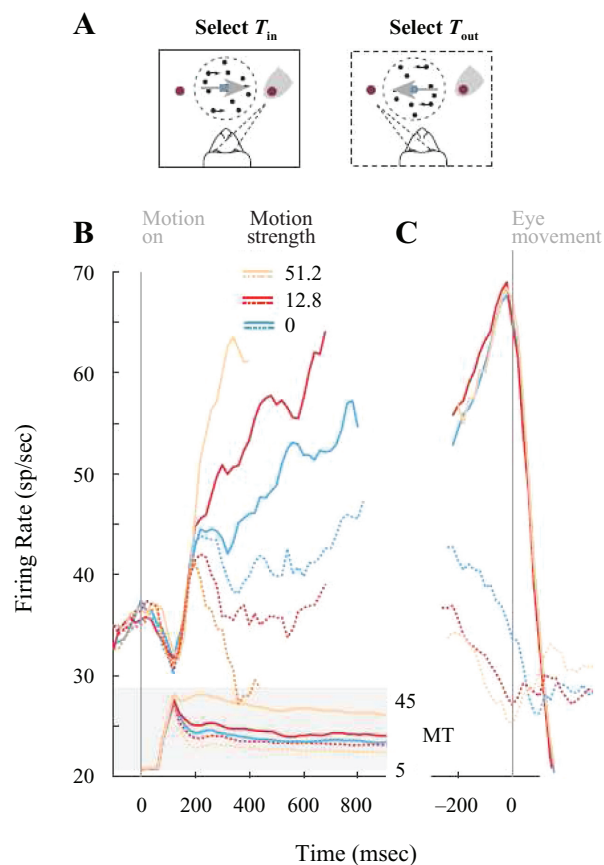 A
Select Tin
Select Tout
B
Motion on
Motion strength
51.2
12.8
0
C
Eye movement
70
60
50
40
30
20
Firing Rate (sp/sec)
45
MT
5
0
200
400
600
800
−200
0
Time (msec)